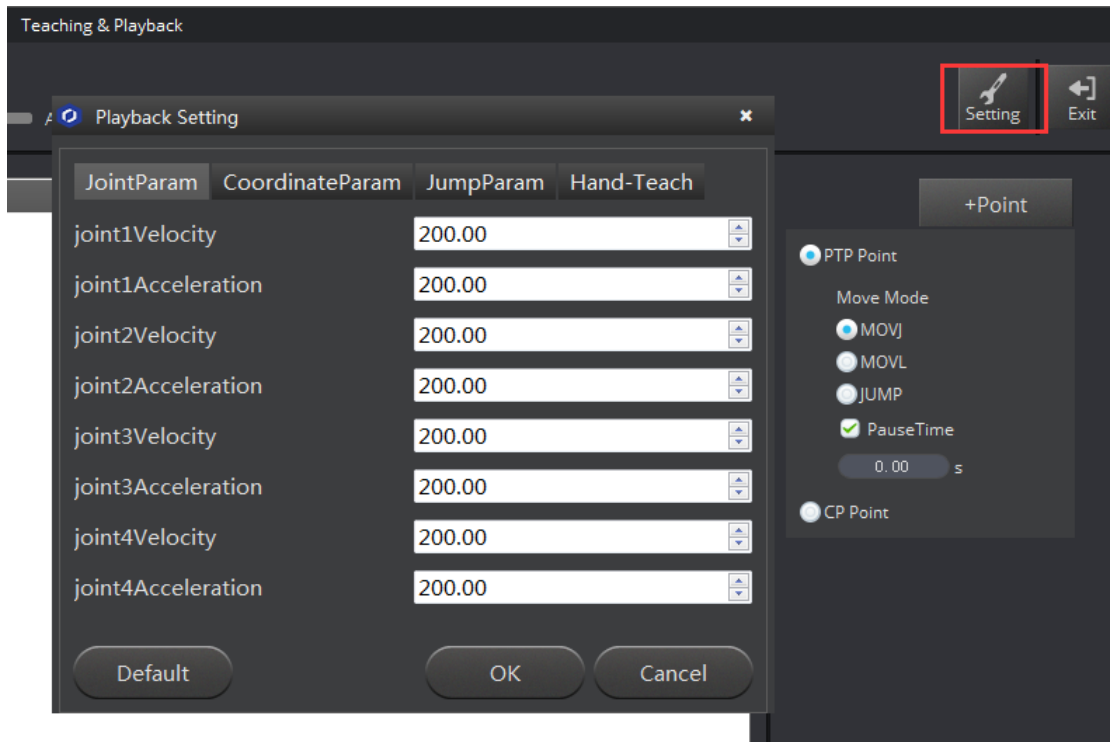 Teaching & Playback
Setting
Exit
A
Playback Setting
JointParam CoordinateParam JumpParam Hand-Teach
joint1Velocity 200.00
joint1Acceleration 200.00
joint2Velocity 200.00
joint2Acceleration 200.00
joint3Velocity 200.00
joint3Acceleration 200.00
joint4Velocity 200.00
joint4Acceleration 200.00
Default OK Cancel
+Point
PTP Point
Move Mode
MOVJ
MOVL
JUMP
PauseTime
0.00 s
CP Point